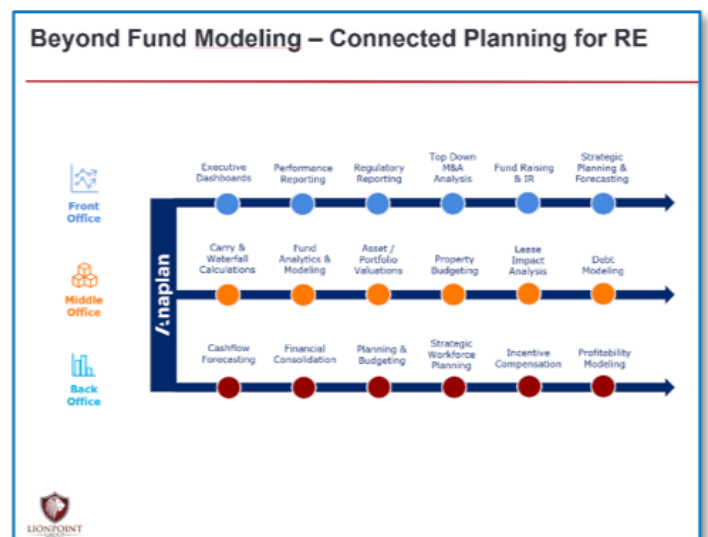 Beyond Fund Modeling – Connected Planning for RE
Front
Office
Executive
Dashboards
Performance
Reporting
Regulatory
Reporting
Top Down
M&A
Analysis
Fund Raising
& IR
Strategic
Planning &
Forecasting
Anaplan
Middle
Office
Carry &
Waterfall
Calculations
Fund
Analytics &
Modeling
Asset /
Portfolio
Valuations
Property
Budgeting
Lease
Impact
Analysis
Debt
Modeling
Back
Office
Cashflow
Forecasting
Financial
Consolidation
Planning &
Budgeting
Strategic
Workforce
Planning
Incentive
Compensation
Profitability
Modeling
LIONPOINT
GROUP